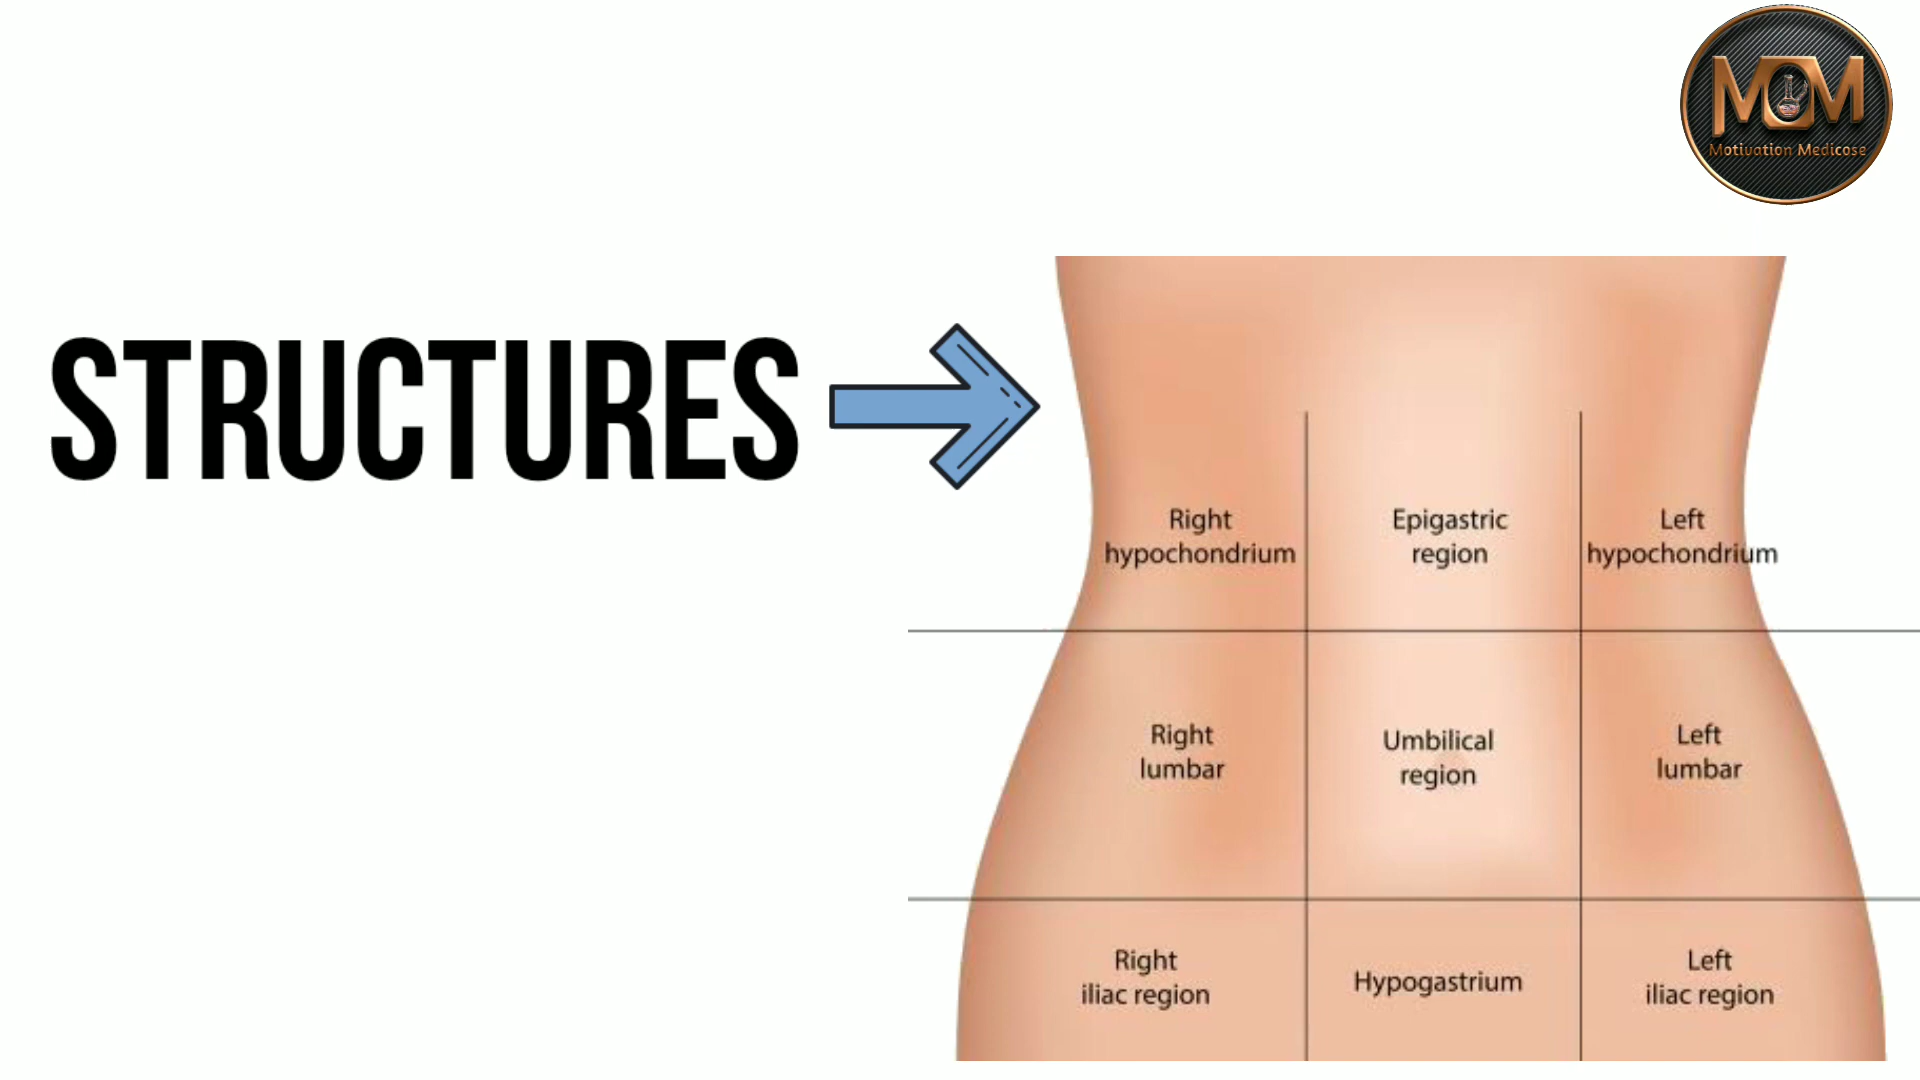 MOM
Motivation Medicose
STRUCTURES
Right
hypochondrium
Epigastric
region
Left
hypochondrium
Right
lumbar
Umbilical
region
Left
lumbar
Right
iliac region
Hypogastrium
Left
iliac region